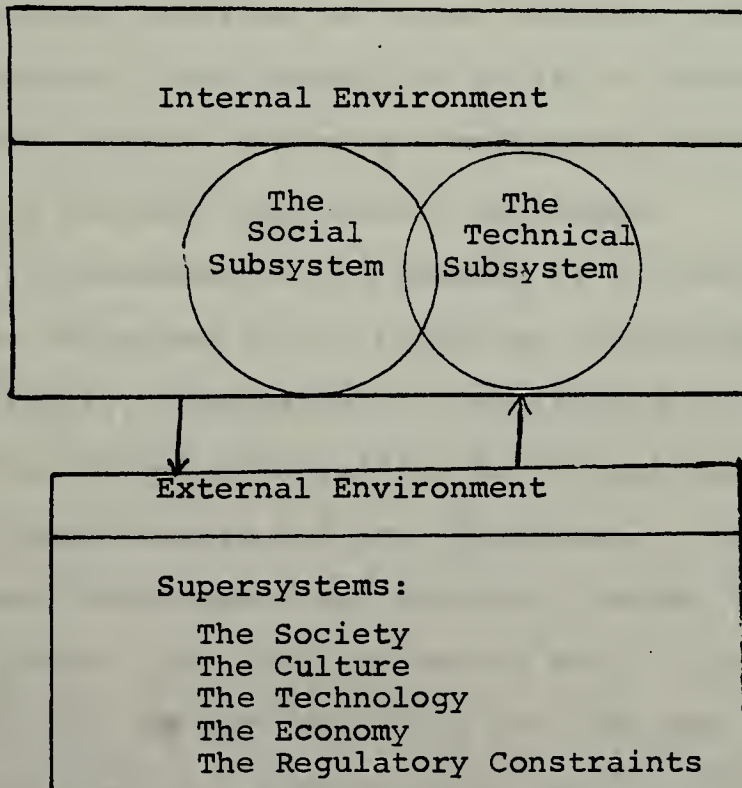 Internal Environment
The
Social
Subsystem
The
Technical
Subsystem
External Environment
Supersystems:
The Society
The Culture
The Technology
The Economy
The Regulatory Constraints